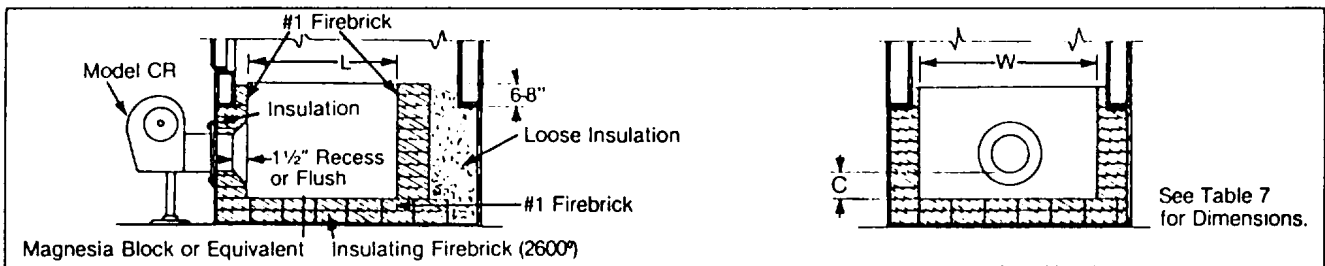 #1 Firebrick
L
W
Model CR
6-8"
Insulation
Loose Insulation
1½" Recess
or Flush
C
#1 Firebrick
See Table 7
for Dimensions.
Magnesia Block or Equivalent
Insulating Firebrick (2600°)